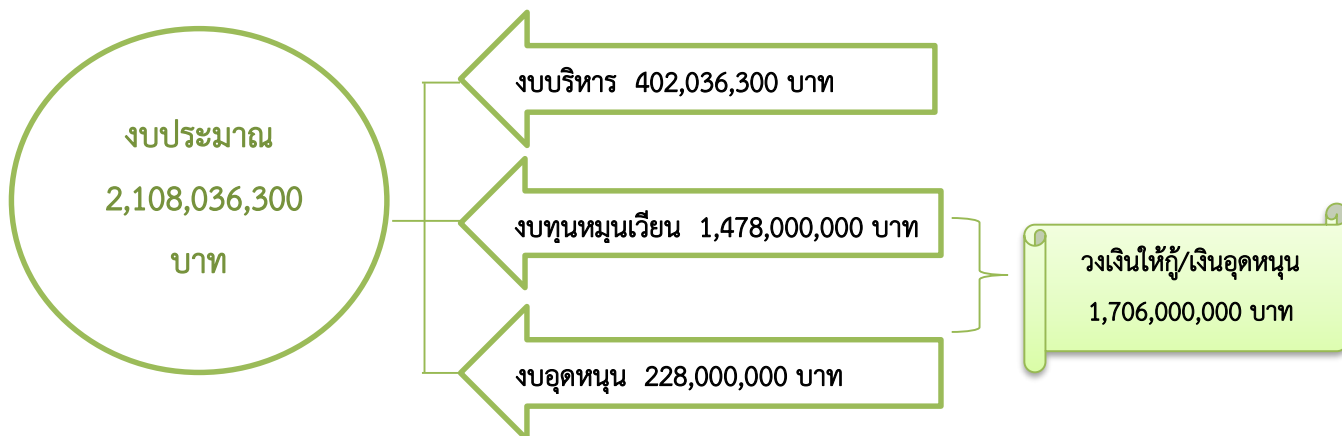 งบประมาณ
2,108,036,300
บาท
งบบริหาร 402,036,300 บาท
งบทุนหมุนเวียน 1,478,000,000 บาท
งบอุดหนุน 228,000,000 บาท
วงเงินให้กู้/เงินอุดหนุน
1,706,000,000 บาท